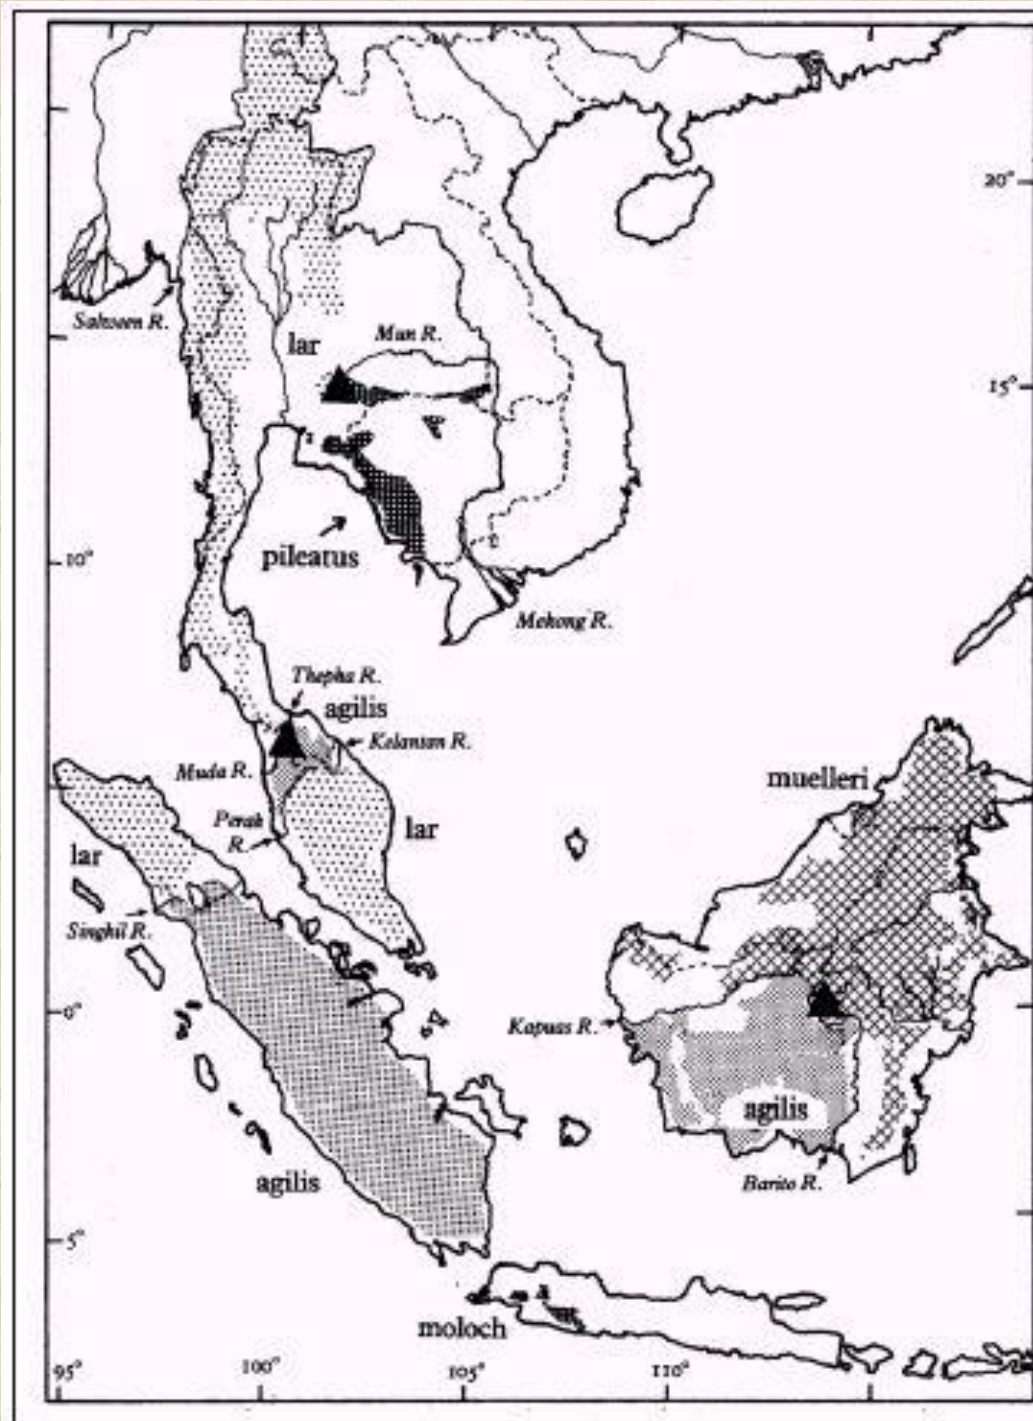 20°
Salween R.
lar
Mun R.
15°
pileatus
10°
Mekong R.
Thepha R.
agilis
Kelantan R.
Muda R.
muelleri
Perak
R.
lar
lar
Singkil R.
0°
Kapuas R.
agilis
agilis
Barito R.
5°
moloch
95°
100°
105°
110°